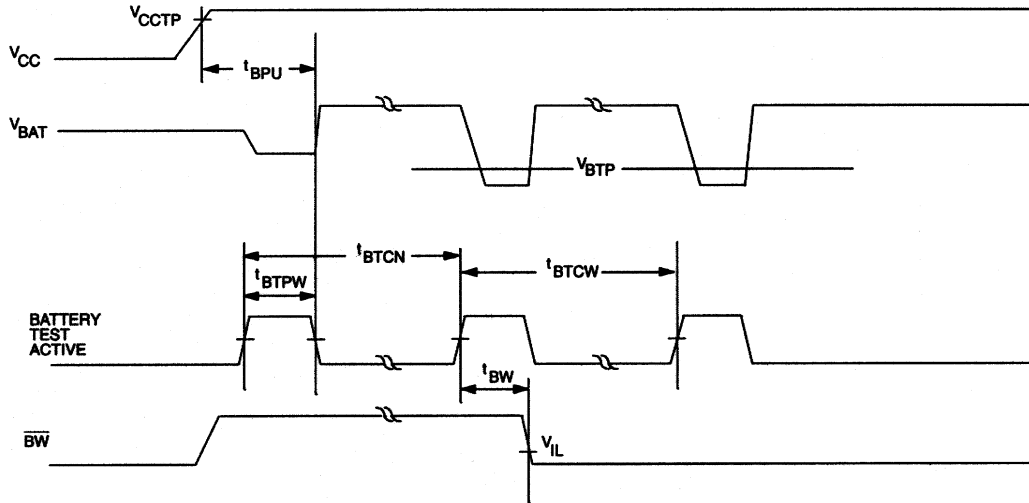 VCCTP
VCC
tBPU
VBAT
VBTP
tBTCN
tBTCW
tBTPW
BATTERY
TEST
ACTIVE
tBW
BW
VIL